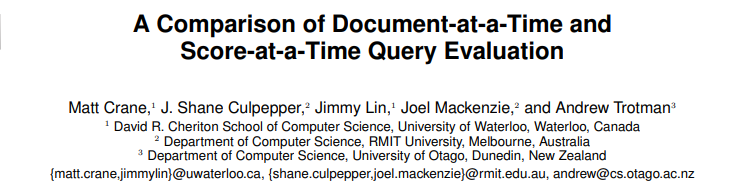 A Comparison of Document-at-a-Time and
Score-at-a-Time Query Evaluation
Matt Crane,¹ J. Shane Culpepper,² Jimmy Lin,¹ Joel Mackenzie,² and Andrew Trotman³
¹ David R. Cheriton School of Computer Science, University of Waterloo, Waterloo, Canada
² Department of Computer Science, RMIT University, Melbourne, Australia
³ Department of Computer Science, University of Otago, Dunedin, New Zealand
{matt.crane,jimmylin}@uwaterloo.ca, {shane.culpepper,joel.mackenzie}@rmit.edu.au, andrew@cs.otago.ac.nz